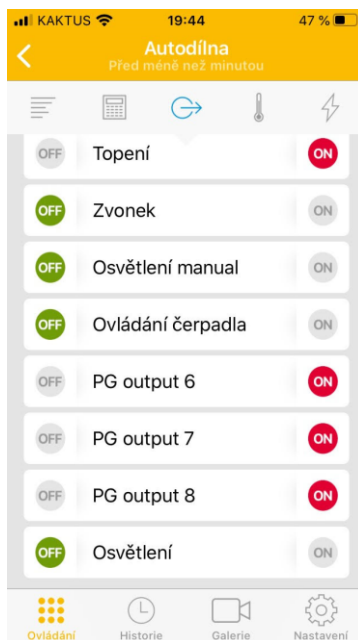 KAKTUS 19:44 47 %
Autodílna
Před méně než minutou
OFF Topení ON
OFF Zvonek ON
OFF Osvětlení manual ON
OFF Ovládání čerpadla ON
OFF PG output 6 ON
OFF PG output 7 ON
OFF PG output 8 ON
OFF Osvětlení ON
Ovládání Historie Galerie Nastavení